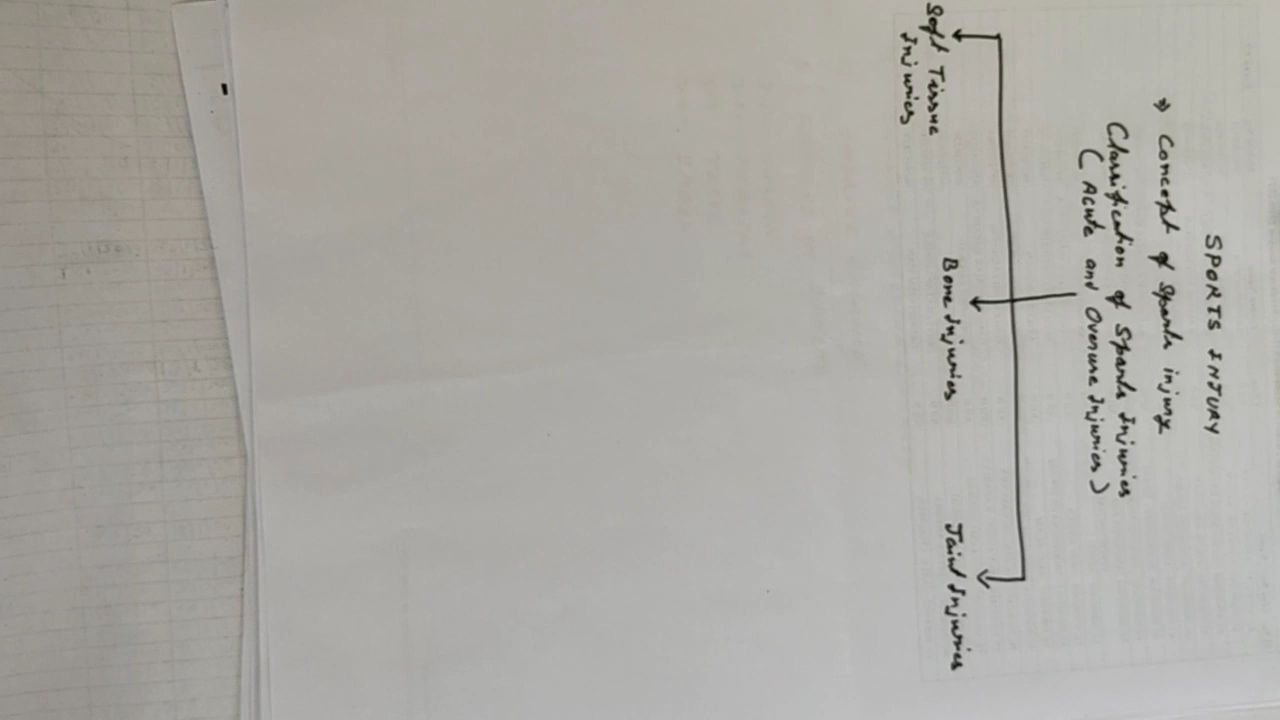 SPORTS INJURY
⇒ Concept of Sports injury
Classification of Sports Injuries
( Acute and Overuse Injuries )
Soft Tissue
Injuries
Bone Injuries
Joint Injuries